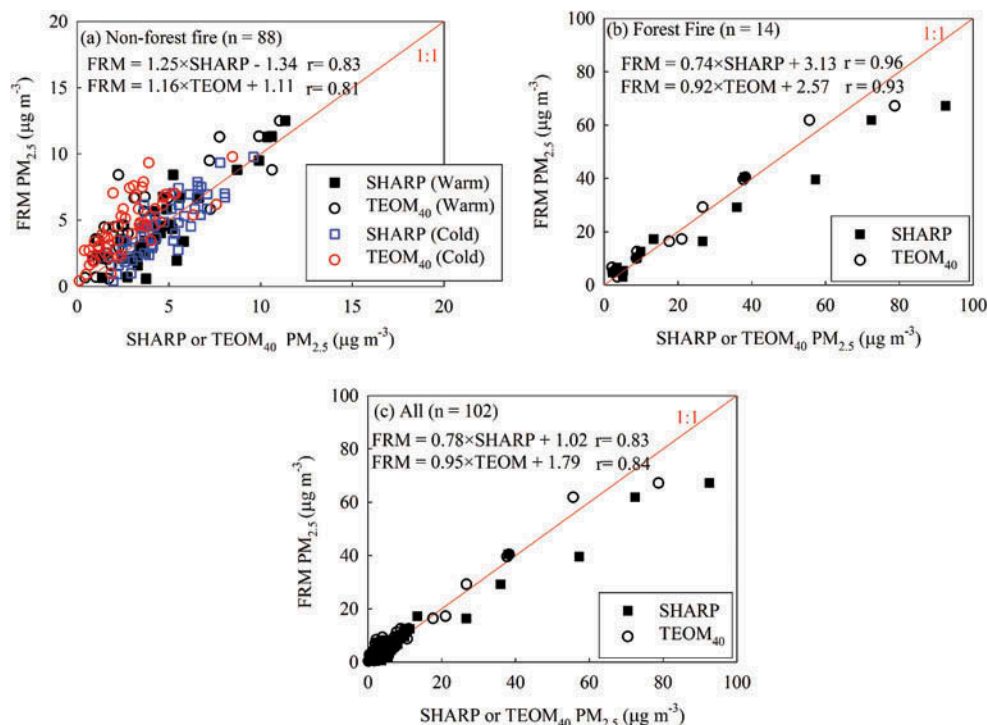 (a) Non-forest fire (n = 88)
FRM = 1.25×SHARP - 1.34 r= 0.83
FRM = 1.16×TEOM + 1.11 r= 0.81
1:1
20
15
10
5
0
FRM PM2.5 (μg m-3)
SHARP (Warm)
TEOM40 (Warm)
SHARP (Cold)
TEOM40 (Cold)
0 5 10 15 20
SHARP or TEOM40 PM2.5 (μg m-3)
(b) Forest Fire (n = 14)
1:1
FRM = 0.74×SHARP + 3.13 r= 0.96
FRM = 0.92×TEOM + 2.57 r= 0.93
100
80
60
40
20
0
FRM PM2.5 (μg m-3)
SHARP
TEOM40
0 20 40 60 80 100
SHARP or TEOM40 PM2.5 (μg m-3)
(c) All (n = 102)
1:1
FRM = 0.78×SHARP + 1.02 r= 0.83
FRM = 0.95×TEOM + 1.79 r= 0.84
100
80
60
40
20
0
FRM PM2.5 (μg m-3)
SHARP
TEOM40
0 20 40 60 80 100
SHARP or TEOM40 PM2.5 (μg m-3)